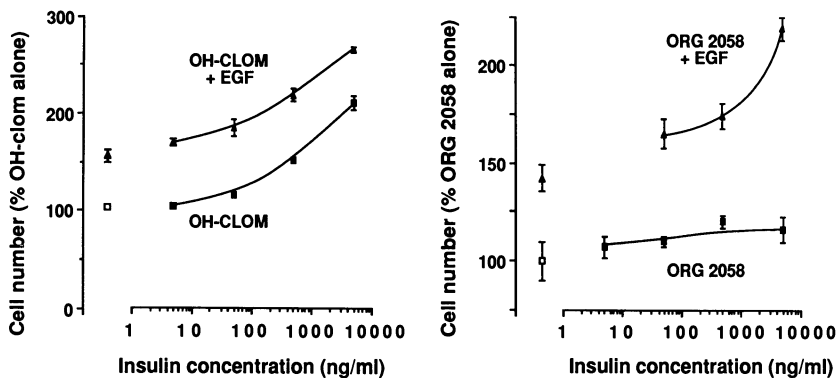 300
200
100
0
Cell number (% OH-clom alone)
OH-CLOM
+ EGF
OH-CLOM
1 10 100 1000 10000
Insulin concentration (ng/ml)
200
150
100
Cell number (% ORG 2058 alone)
ORG 2058
+ EGF
ORG 2058
1 10 100 1000 10000
Insulin concentration (ng/ml)